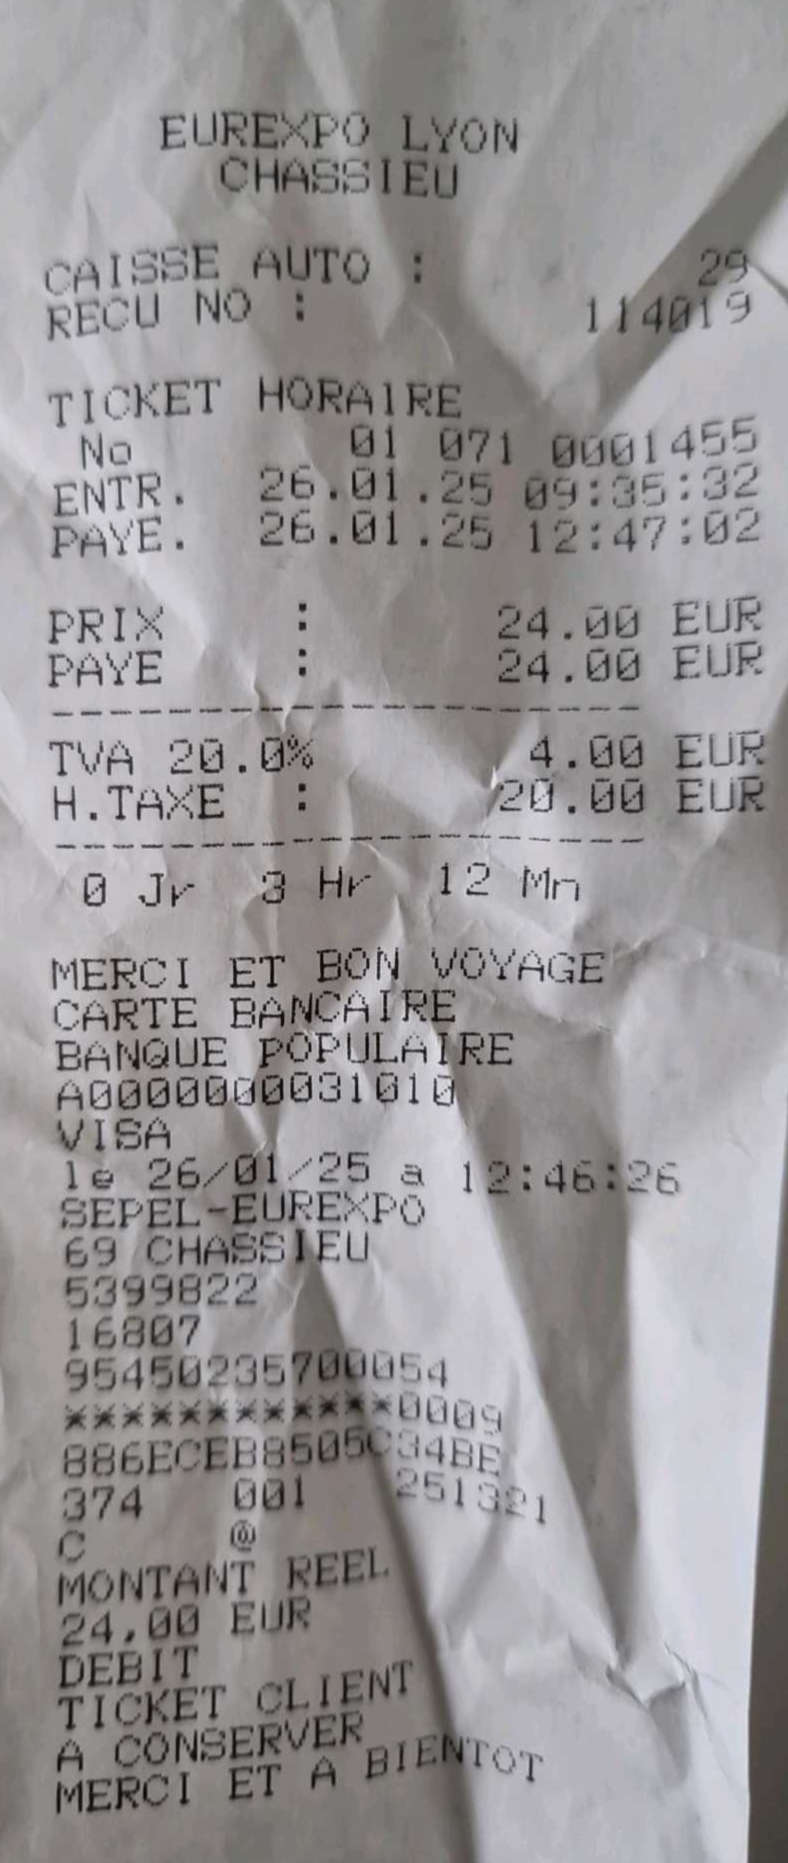 EUREXPO LYON
CHASSIEU
CAISSE AUTO : 29
RECU NO : 114019
TICKET HORAIRE
No 01 071 0001455
ENTR. 26.01.25 09:35:32
PAYE. 26.01.25 12:47:02
PRIX : 24.00 EUR
PAYE : 24.00 EUR
--------------------
TVA 20.0% 4.00 EUR
H.TAXE : 20.00 EUR
--------------------
0 Jr 3 Hr 12 Mn
MERCI ET BON VOYAGE
CARTE BANCAIRE
BANQUE POPULAIRE
A0000000031010
VISA
le 26/01/25 a 12:46:26
SEPEL-EUREXPO
69 CHASSIEU
5399822
16807
95450235700054
************0009
886ECEB8505C34BE
374 001 251321
C @
MONTANT REEL
24,00 EUR
DEBIT
TICKET CLIENT
A CONSERVER
MERCI ET A BIENTOT